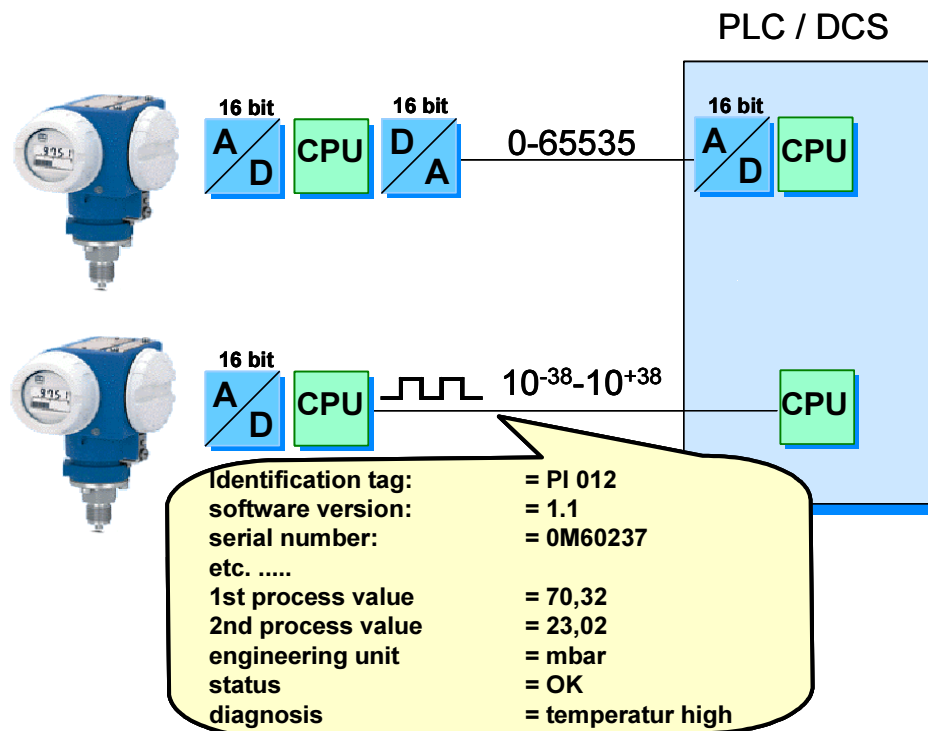 PLC / DCS
16 bit
A
D
CPU
16 bit
D
A
0-65535
16 bit
A
D
CPU
16 bit
A
D
CPU
10⁻³⁸-10⁺³⁸
CPU
Identification tag: = PI 012
software version: = 1.1
serial number: = 0M60237
etc. .....
1st process value = 70,32
2nd process value = 23,02
engineering unit = mbar
status = OK
diagnosis = temperatur high